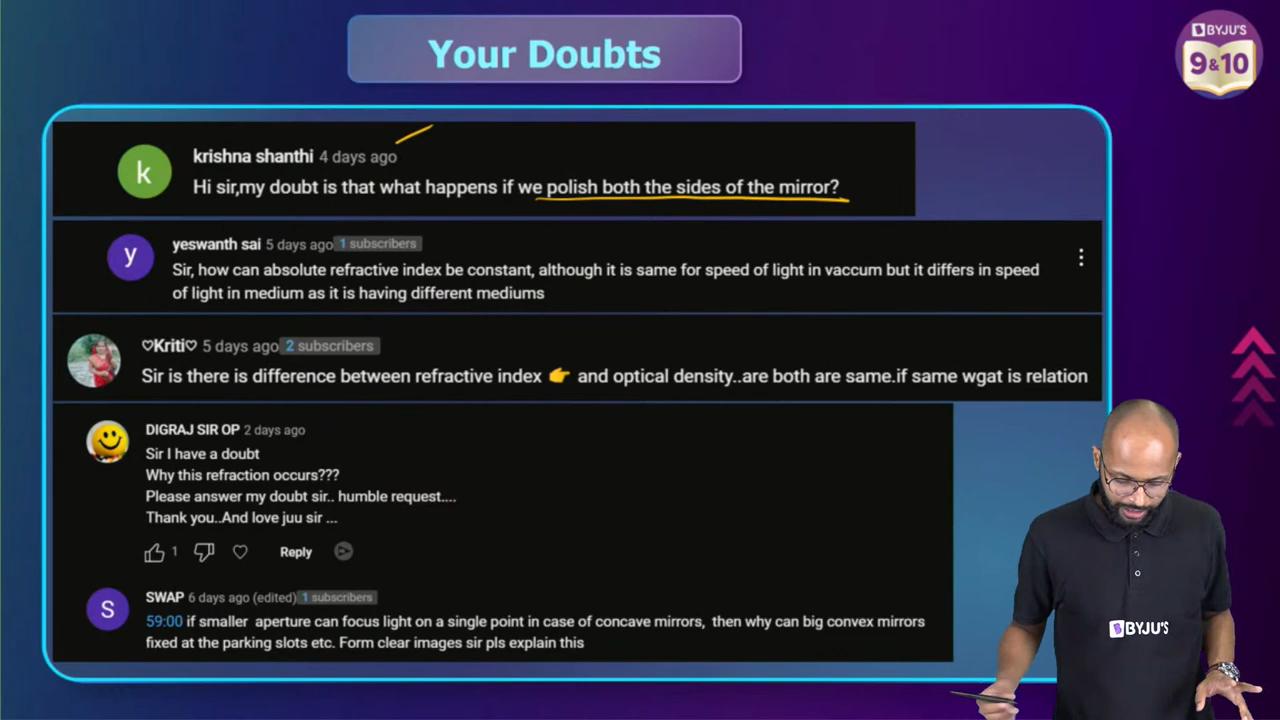 Your Doubts
BYJU'S
9&10
k
krishna shanthi 4 days ago
Hi sir,my doubt is that what happens if we polish both the sides of the mirror?
y
yeswanth sai 5 days ago 1 subscribers
Sir, how can absolute refractive index be constant, although it is same for speed of light in vaccum but it differs in speed
of light in medium as it is having different mediums
♡Kriti♡ 5 days ago 2 subscribers
Sir is there is difference between refractive index 👉 and optical density..are both are same.if same wgat is relation
DIGRAJ SIR OP 2 days ago
Sir I have a doubt
Why this refraction occurs???
Please answer my doubt sir.. humble request....
Thank you..And love juu sir ...
1 Reply
S
SWAP 6 days ago (edited) 1 subscribers
59:00 if smaller aperture can focus light on a single point in case of concave mirrors, then why can big convex mirrors
fixed at the parking slots etc. Form clear images sir pls explain this
BYJU'S